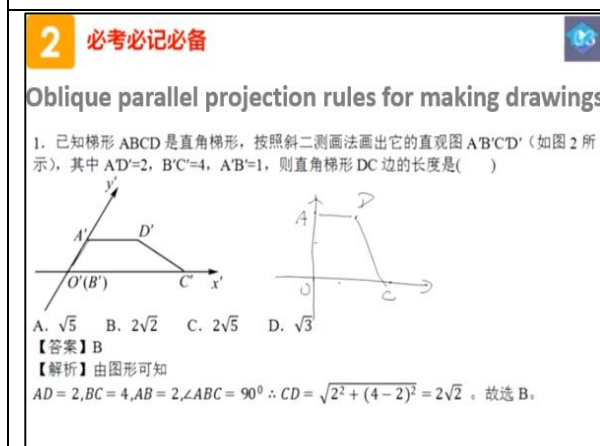 2 必考必记必备
Oblique parallel projection rules for making drawings
1. 已知梯形 ABCD 是直角梯形，按照斜二测画法画出它的直观图 A'B'C'D'（如图 2 所
示），其中 A'D'=2，B'C'=4，A'B'=1，则直角梯形 DC 边的长度是( )
y'
A' D'
O'(B') C' x'
A D
O C
A. √5 B. 2√2 C. 2√5 D. √3
【答案】B
【解析】由图形可知
AD = 2,BC = 4,AB = 2,∠ABC = 90⁰ ∴ CD = √2² + (4 − 2)² = 2√2 。故选 B。